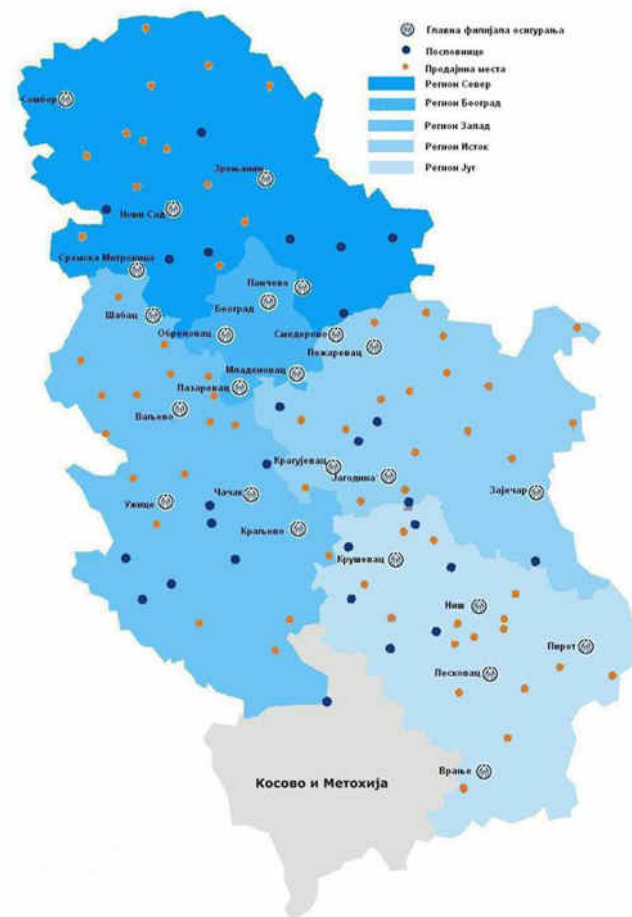 Главна филијала осигурања
Пословнице
Продајнна места
Регион Север
Регион Београд
Регион Запад
Регион Исток
Регион Југ
Сомбор
Зрењанин
Нови Сад
Сремска Митровица
Панчево
Београд
Шабац
Обреновац
Смедерево
Пожаревац
Младеновац
Лазаревац
Ваљево
Крагујевац
Јагодина
Зајечар
Ужице
Чачак
Краљево
Крушевац
Ниш
Пирот
Лесковац
Врање
Косово и Метохија